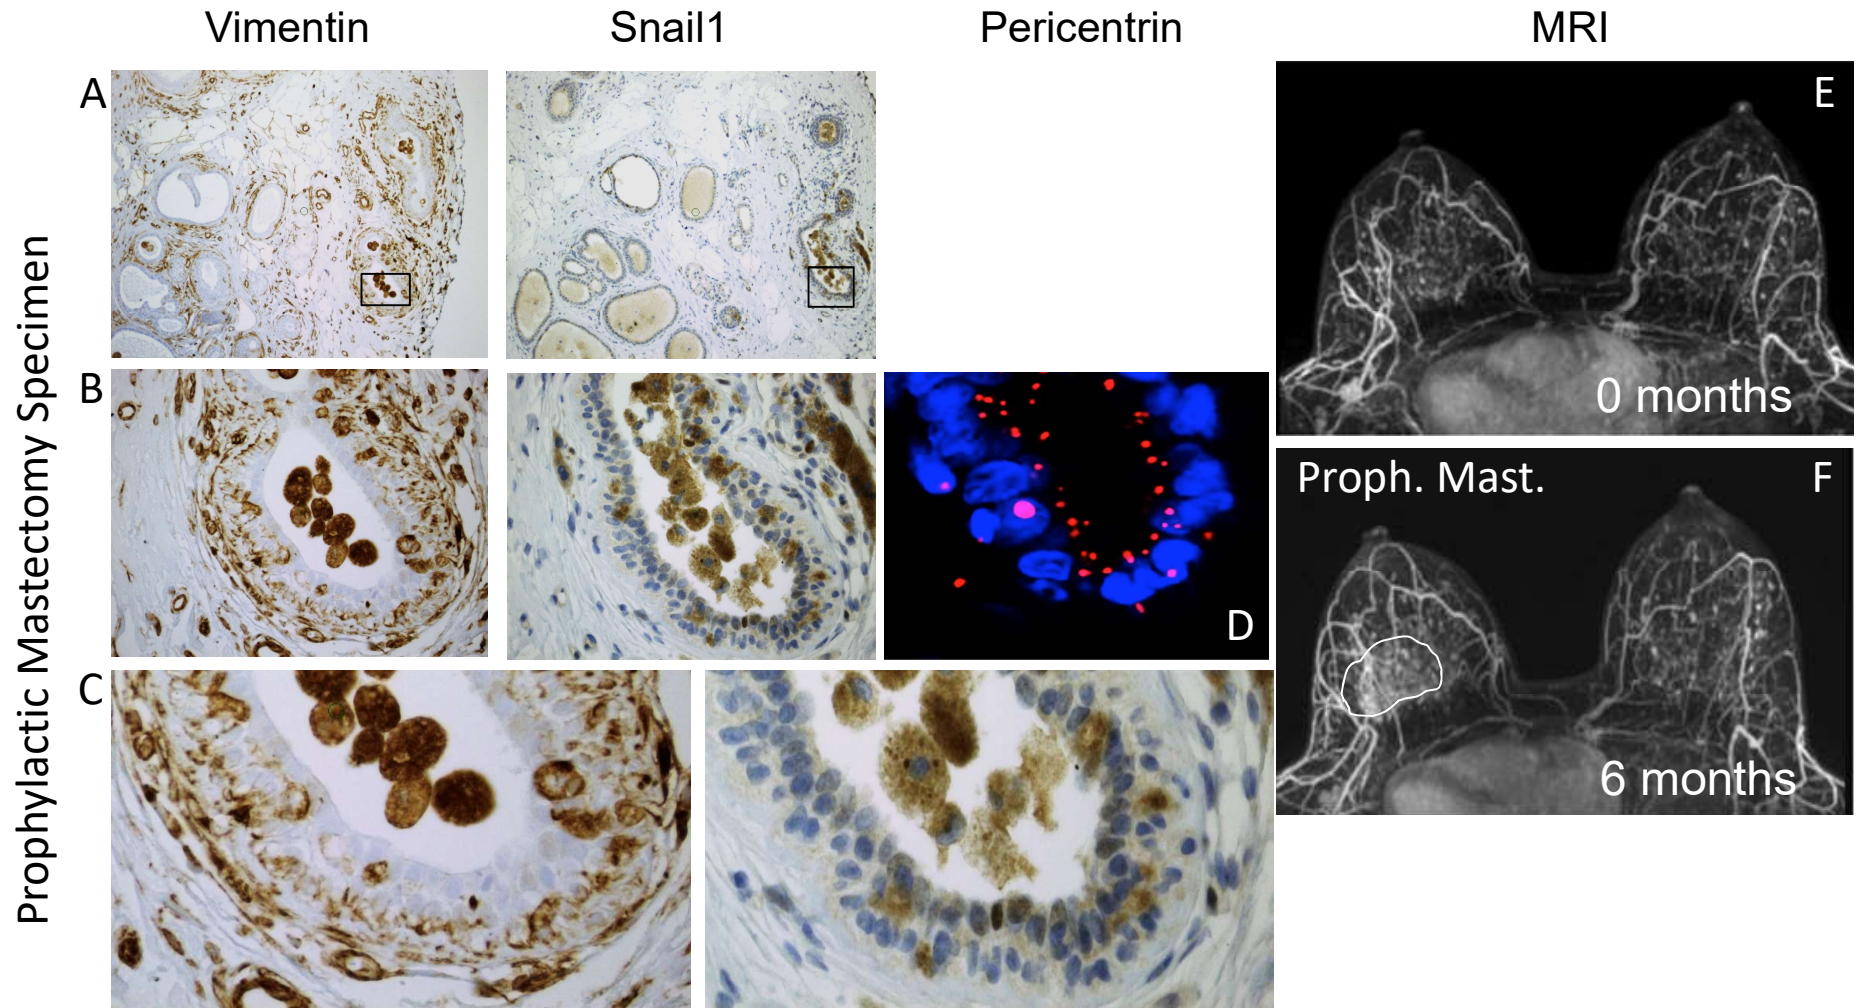 Vimentin
Snail1
Pericentrin
MRI
Prophylactic Mastectomy Specimen
A
B
C
D
E
0 months
Proph. Mast.
F
6 months